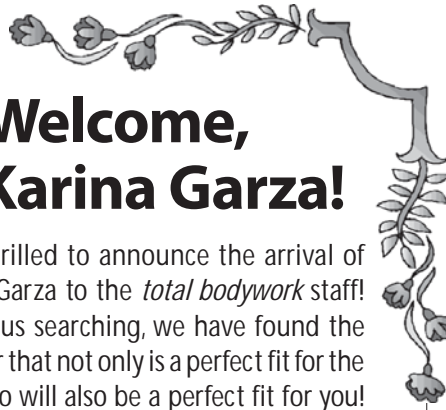 Welcome,
Karina Garza!
rilled to announce the arrival of
Garza to the total bodywork staff!
us searching, we have found the
r that not only is a perfect fit for the
o will also be a perfect fit for you!